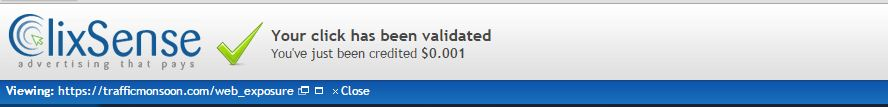 ClixSense
advertising that pays
Your click has been validated
You've just been credited $0.001
Viewing: https://trafficmonsoon.com/web_exposure × Close